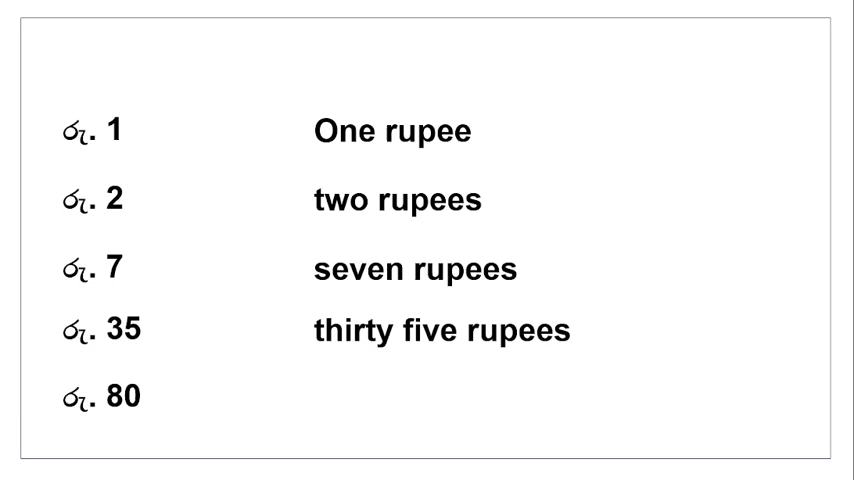 රු. 1 One rupee
රු. 2 two rupees
රු. 7 seven rupees
රු. 35 thirty five rupees
රු. 80